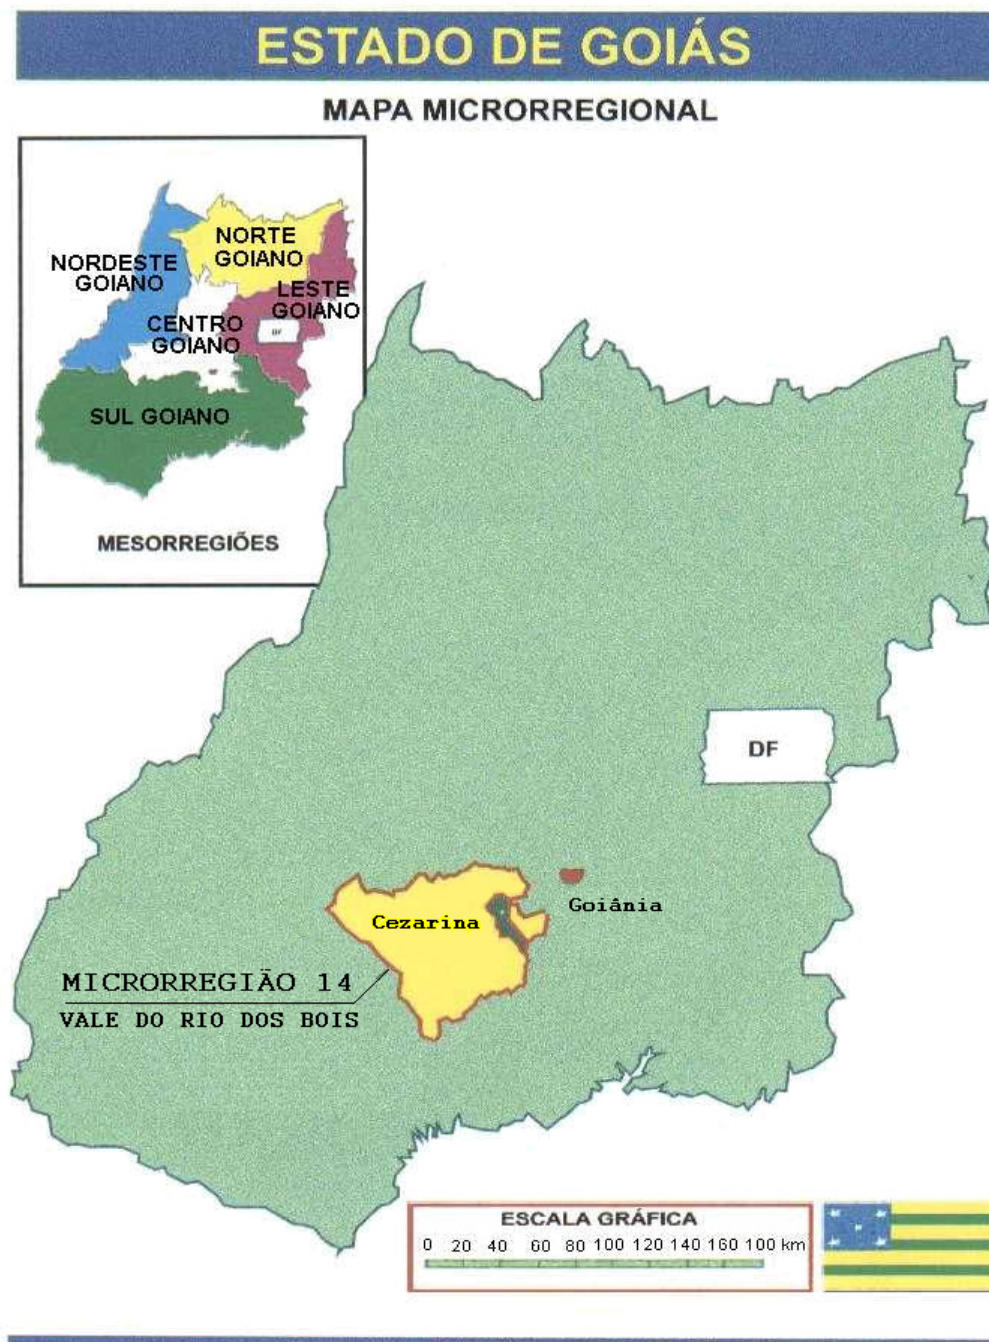 ESTADO DE GOIÁS
MAPA MICRORREGIONAL
NORDESTE
GOIANO
NORTE
GOIANO
LESTE
GOIANO
CENTRO
GOIANO
DF
SUL GOIANO
MESORREGIÕES
DF
Goiânia
Cezarina
MICRORREGIÃO 14
VALE DO RIO DOS BOIS
ESCALA GRÁFICA
0 20 40 60 80 100 120 140 160 100 km